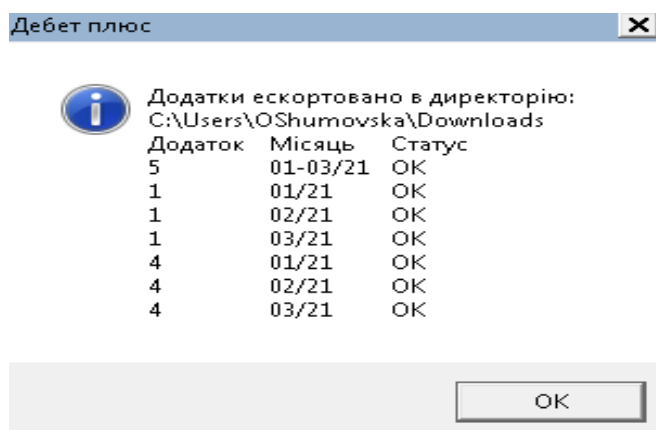 Дебет плюс
Додатки ескортовано в директорію:
C:\Users\OShumovska\Downloads
Додаток Місяць Статус
5 01-03/21 OK
1 01/21 OK
1 02/21 OK
1 03/21 OK
4 01/21 OK
4 02/21 OK
4 03/21 OK
OK